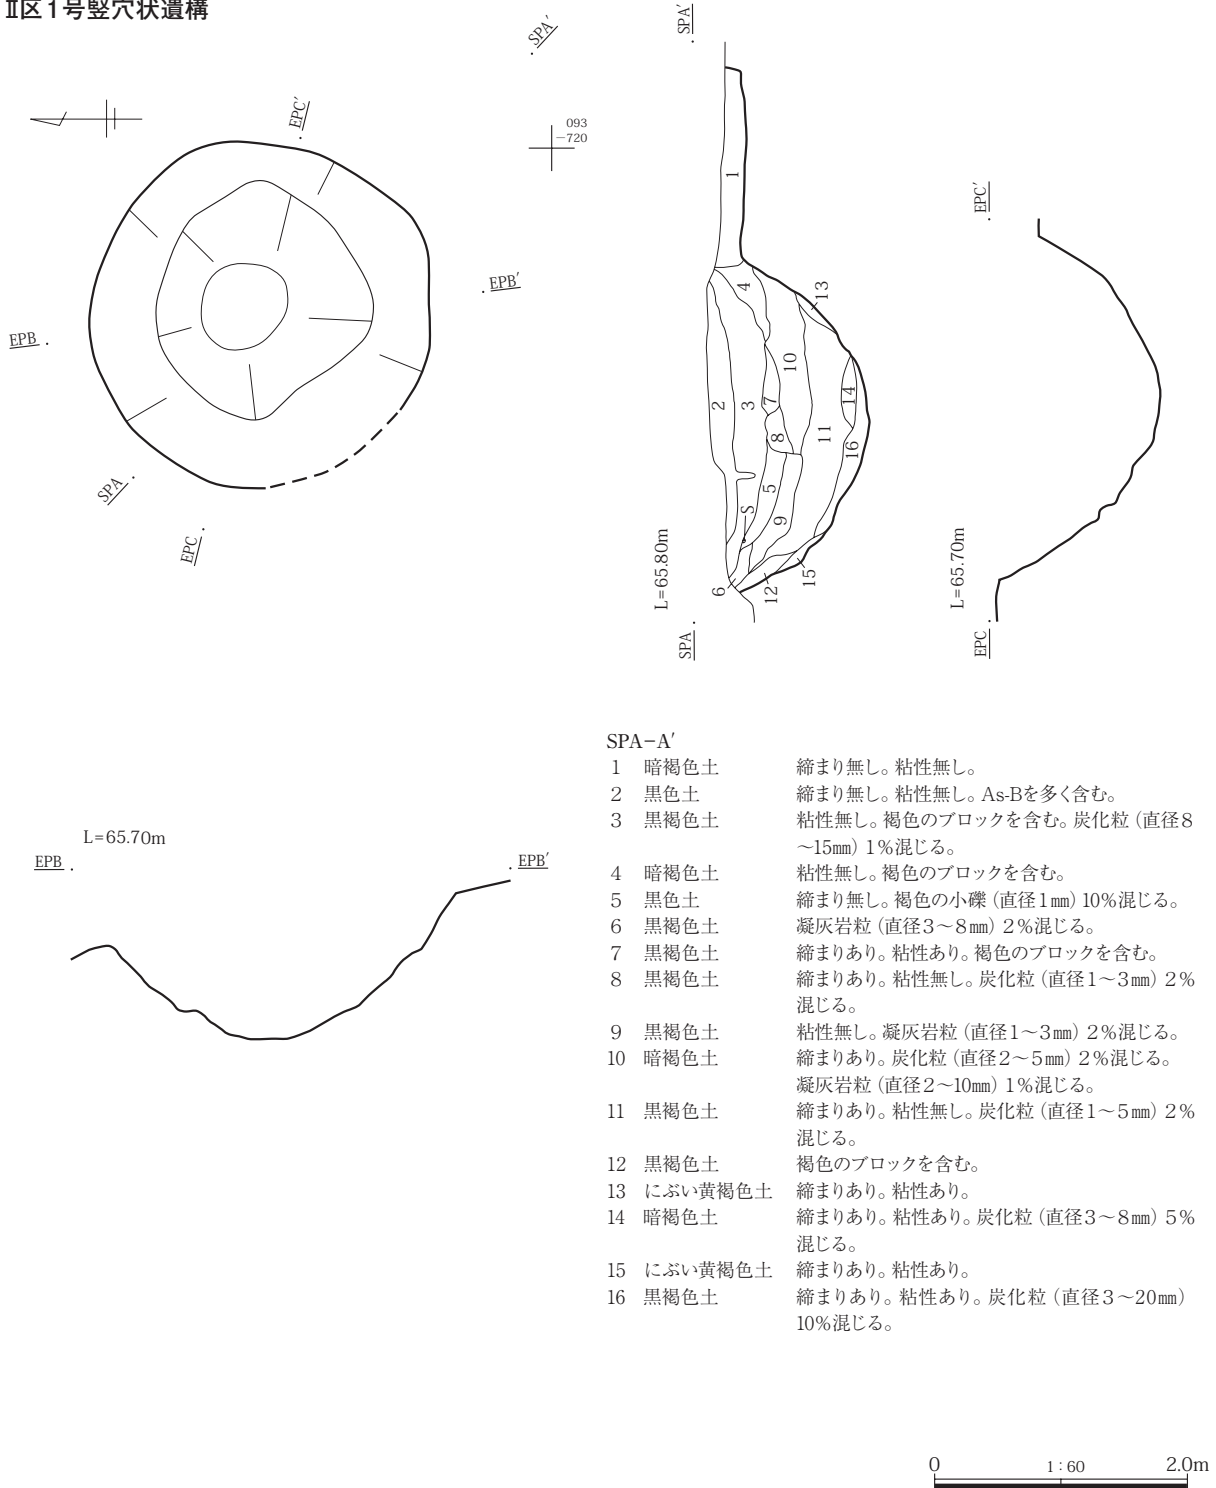 Ⅱ区1号竪穴状遺構
SPA′
EPC′
093
−720
EPB′
EPB
SPA
EPC
SPA′
1
4
13
10
2
3
7
14
8
11
16
5
S
9
6
12
15
L=65.80m
SPA
EPC′
L=65.70m
EPC
L=65.70m
EPB
EPB′
SPA−A′
1 暗褐色土 締まり無し。粘性無し。
2 黒色土 締まり無し。粘性無し。As-Bを多く含む。
3 黒褐色土 粘性無し。褐色のブロックを含む。炭化粒（直径8
～15㎜）1％混じる。
4 暗褐色土 粘性無し。褐色のブロックを含む。
5 黒色土 締まり無し。褐色の小礫（直径1㎜）10％混じる。
6 黒褐色土 凝灰岩粒（直径3～8㎜）2％混じる。
7 黒褐色土 締まりあり。粘性あり。褐色のブロックを含む。
8 黒褐色土 締まりあり。粘性無し。炭化粒（直径1～3㎜）2％
混じる。
9 黒褐色土 粘性無し。凝灰岩粒（直径1～3㎜）2％混じる。
10 暗褐色土 締まりあり。炭化粒（直径2～5㎜）2％混じる。
凝灰岩粒（直径2～10㎜）1％混じる。
11 黒褐色土 締まりあり。粘性無し。炭化粒（直径1～5㎜）2％
混じる。
12 黒褐色土 褐色のブロックを含む。
13 にぶい黄褐色土 締まりあり。粘性あり。
14 暗褐色土 締まりあり。粘性あり。炭化粒（直径3～8㎜）5％
混じる。
15 にぶい黄褐色土 締まりあり。粘性あり。
16 黒褐色土 締まりあり。粘性あり。炭化粒（直径3～20㎜）
10％混じる。
0 1：60 2.0m